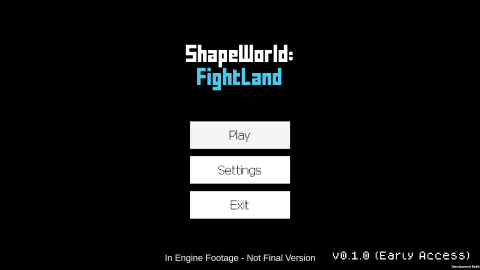 ShapeWorld:
FightLand
Play
Settings
Exit
In Engine Footage - Not Final Version
v0.1.0 (Early Access)
Development Build